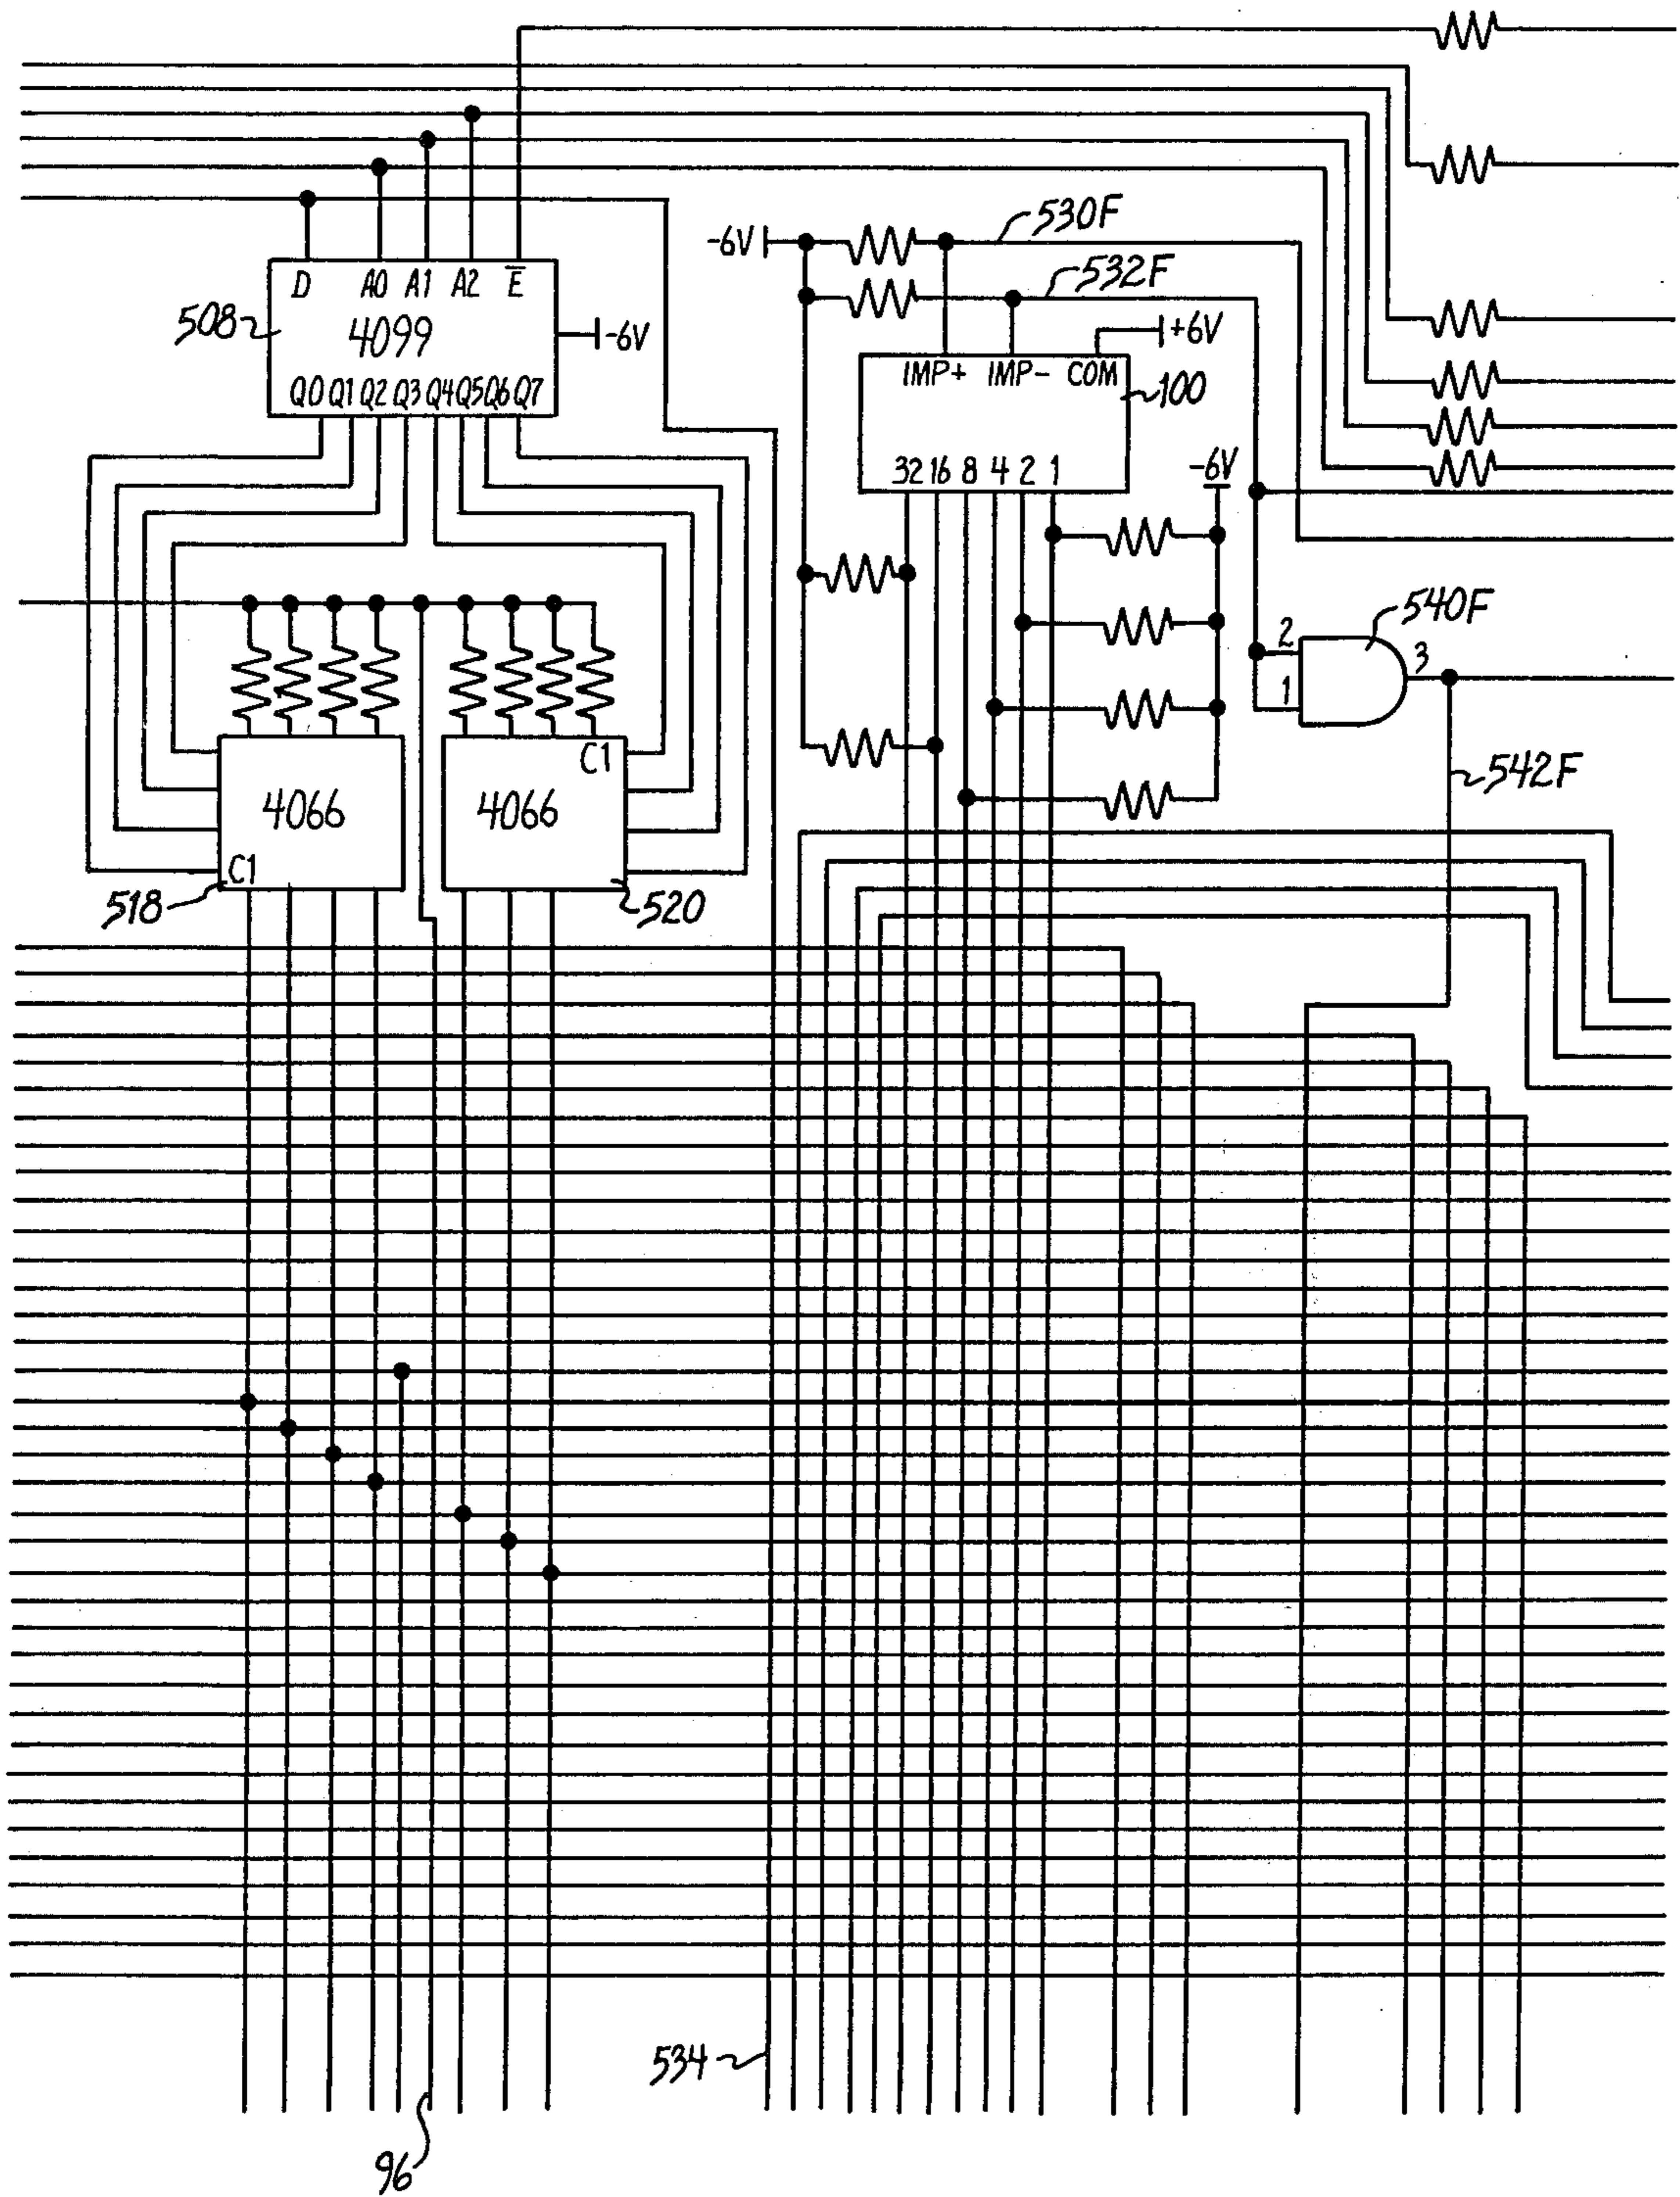 530F
-6V
532F
D A0 A1 A2 E̅
508
4099
-6V
+6V
IMP+ IMP- COM
100
Q0 Q1 Q2 Q3 Q4 Q5 Q6 Q7
32 16 8 4 2 1
-6V
540F
2
3
1
C1
542F
4066
4066
C1
518
520
534
96